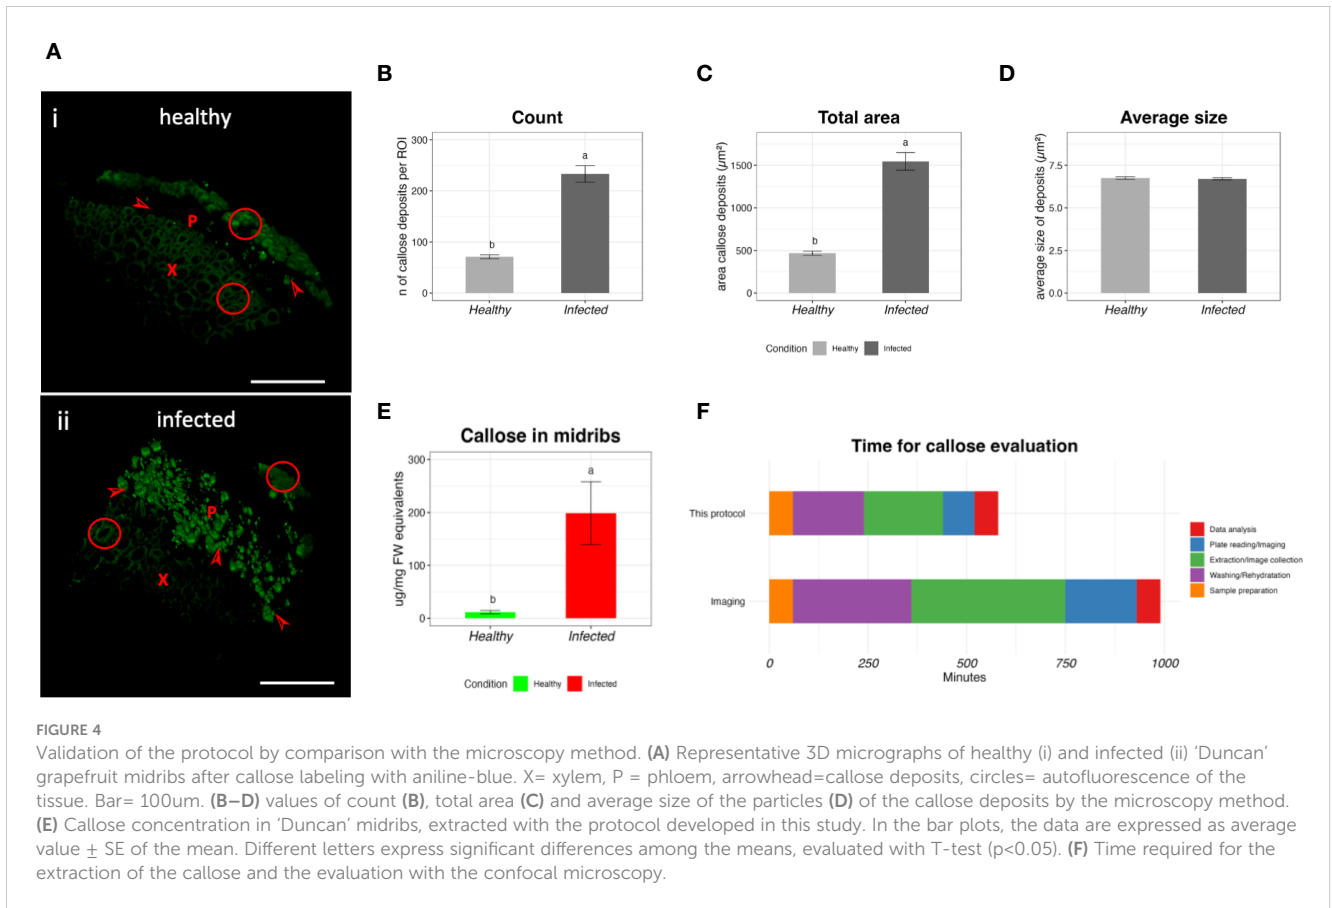 A
i
healthy
P
X
ii
infected
P
X
B
Count
n of callose deposits per ROI
300
200
100
0
b
a
Healthy
Infected
C
Total area
area callose deposits (µm²)
1500
1000
500
0
b
a
Healthy
Infected
Condition Healthy Infected
D
Average size
average size of deposits (µm²)
7.5
5.0
2.5
0.0
Healthy
Infected
E
Callose in midribs
ug/mg FW equivalents
300
200
100
0
b
a
Healthy
Infected
Condition Healthy Infected
F
Time for callose evaluation
This protocol
Imaging
0 250 500 750 1000
Minutes
Data analysis
Plate reading/Imaging
Extraction/Image collection
Washing/Rehydratation
Sample preparation
FIGURE 4
Validation of the protocol by comparison with the microscopy method. (A) Representative 3D micrographs of healthy (i) and infected (ii) ‘Duncan’
grapefruit midribs after callose labeling with aniline-blue. X= xylem, P = phloem, arrowhead=callose deposits, circles= autofluorescence of the
tissue. Bar= 100um. (B–D) values of count (B), total area (C) and average size of the particles (D) of the callose deposits by the microscopy method.
(E) Callose concentration in ‘Duncan’ midribs, extracted with the protocol developed in this study. In the bar plots, the data are expressed as average
value ± SE of the mean. Different letters express significant differences among the means, evaluated with T-test (p<0.05). (F) Time required for the
extraction of the callose and the evaluation with the confocal microscopy.